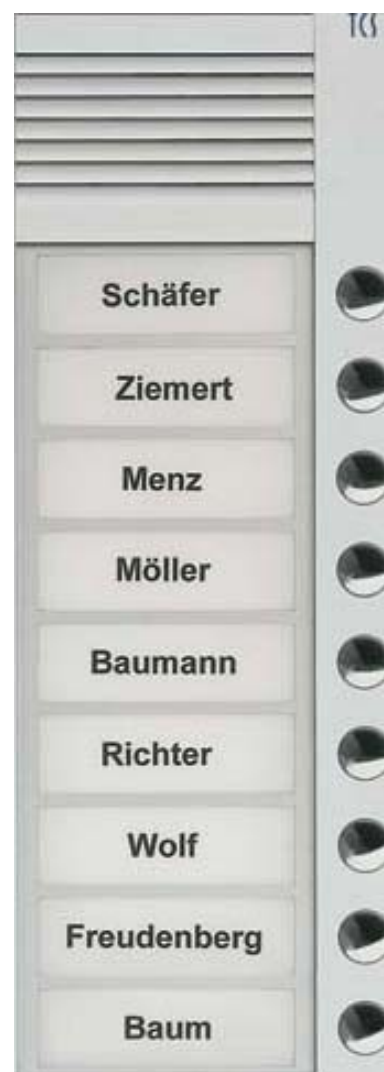 TCS
Schäfer
Ziemert
Menz
Möller
Baumann
Richter
Wolf
Freudenberg
Baum